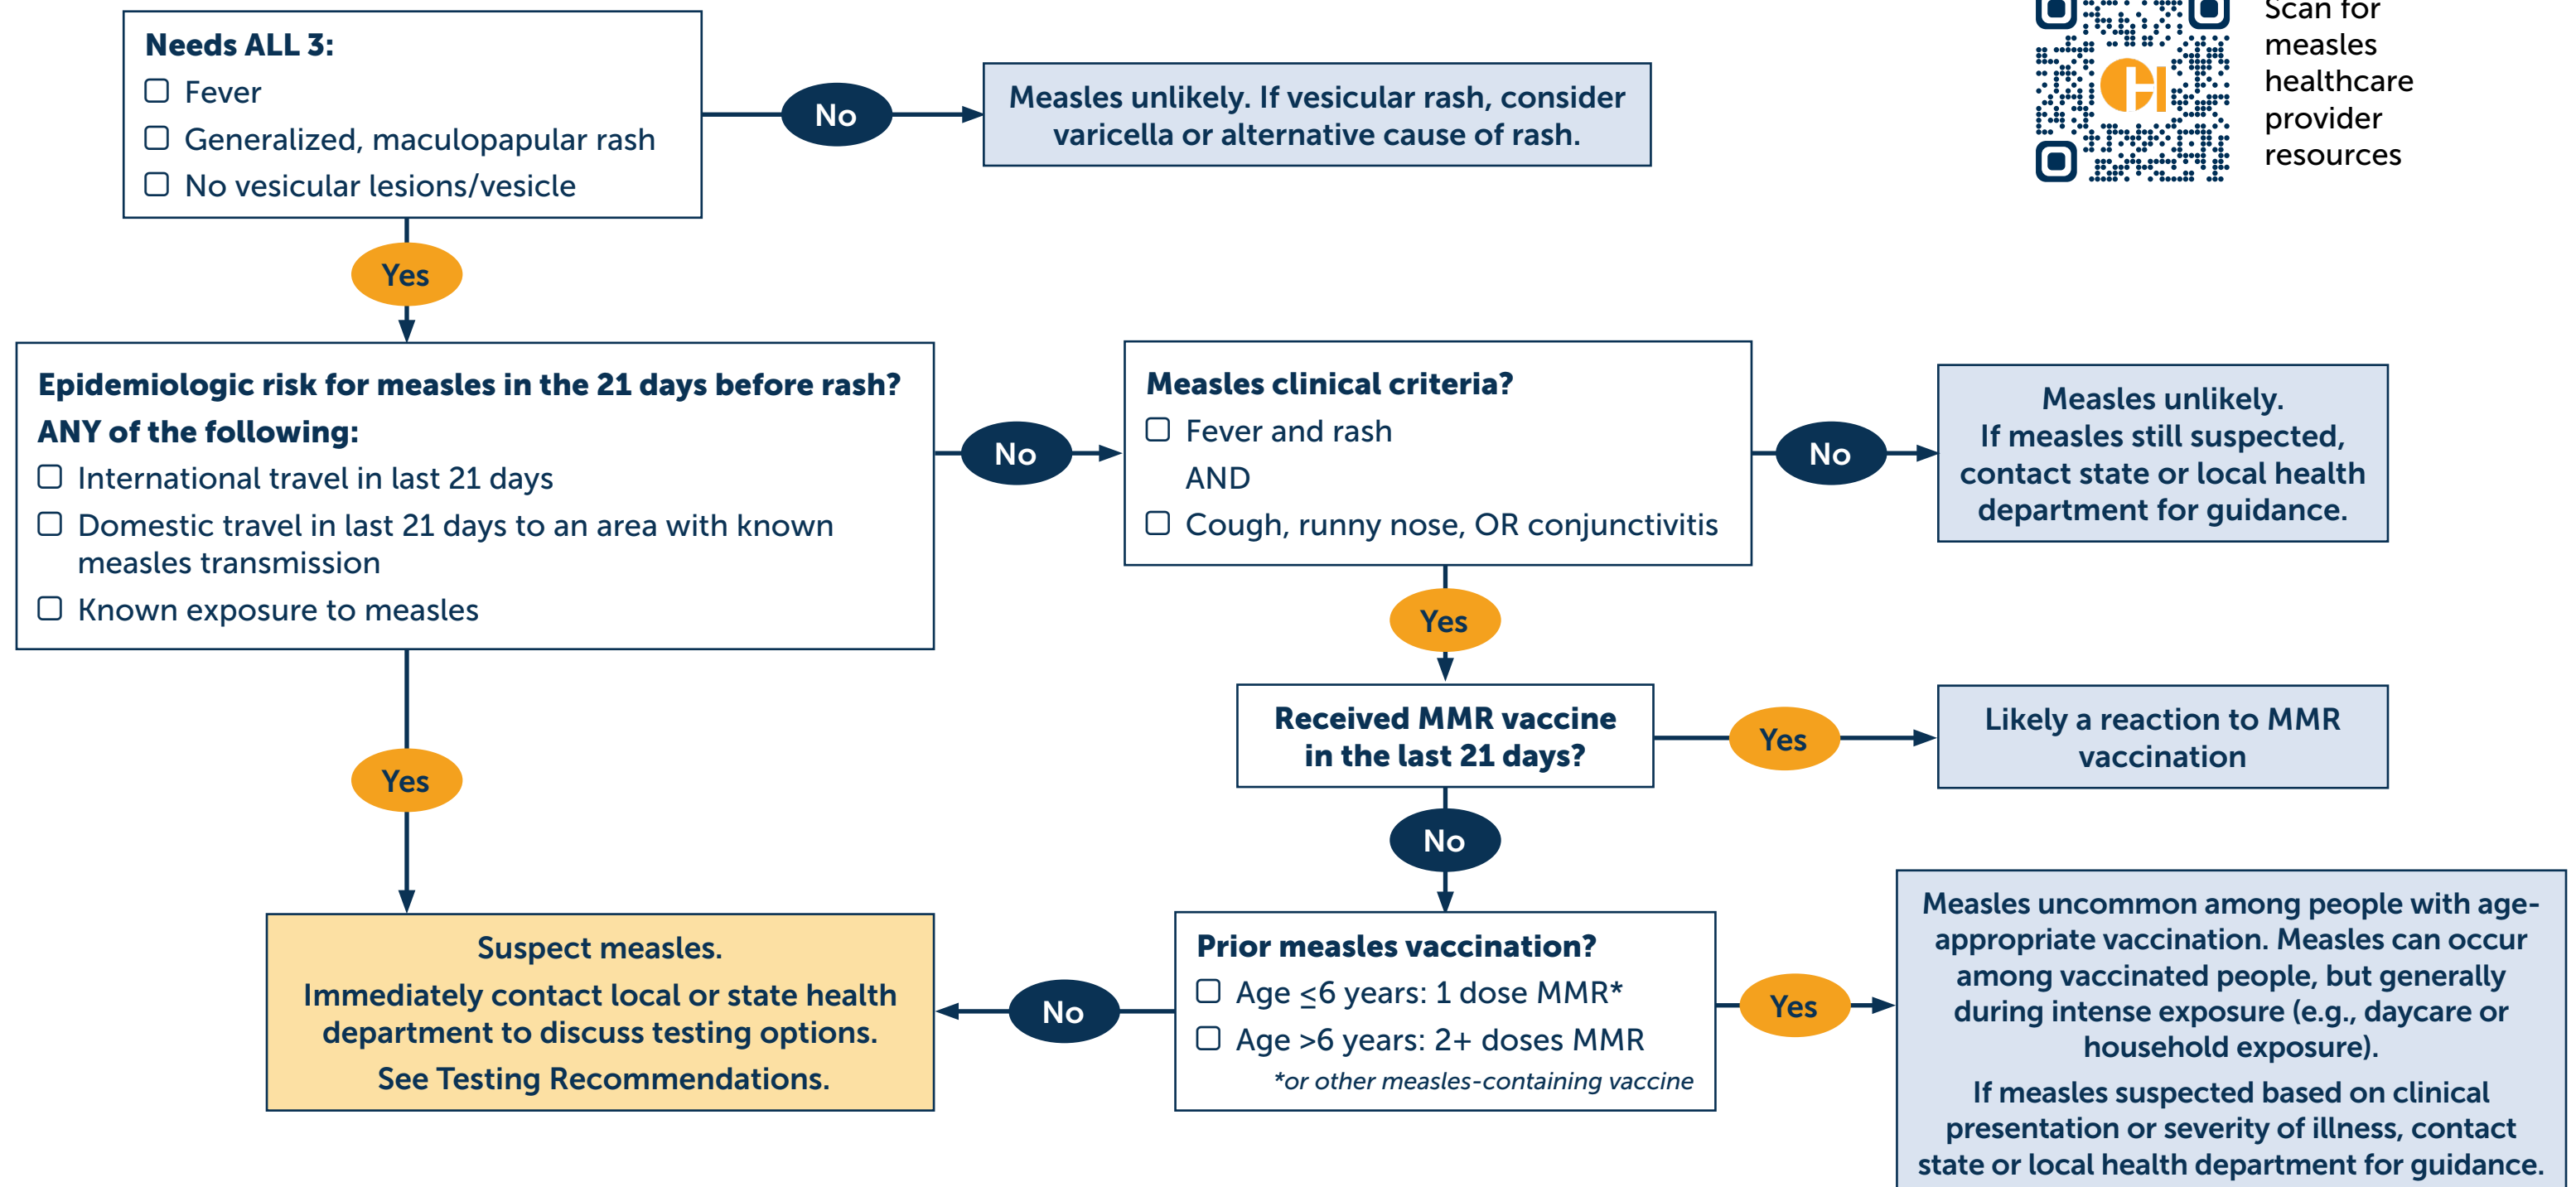 Needs ALL 3:
Fever
Generalized, maculopapular rash
No vesicular lesions/vesicle
No
Measles unlikely. If vesicular rash, consider
varicella or alternative cause of rash.
Scan for
measles
healthcare
provider
resources
Yes
Epidemiologic risk for measles in the 21 days before rash?
ANY of the following:
International travel in last 21 days
Domestic travel in last 21 days to an area with known
measles transmission
Known exposure to measles
No
Measles clinical criteria?
Fever and rash
AND
Cough, runny nose, OR conjunctivitis
No
Measles unlikely.
If measles still suspected,
contact state or local health
department for guidance.
Yes
Received MMR vaccine
in the last 21 days?
Yes
Likely a reaction to MMR
vaccination
Yes
No
Suspect measles.
Immediately contact local or state health
department to discuss testing options.
See Testing Recommendations.
No
Prior measles vaccination?
Age ≤6 years: 1 dose MMR*
Age >6 years: 2+ doses MMR
*or other measles-containing vaccine
Yes
Measles uncommon among people with age-
appropriate vaccination. Measles can occur
among vaccinated people, but generally
during intense exposure (e.g., daycare or
household exposure).
If measles suspected based on clinical
presentation or severity of illness, contact
state or local health department for guidance.